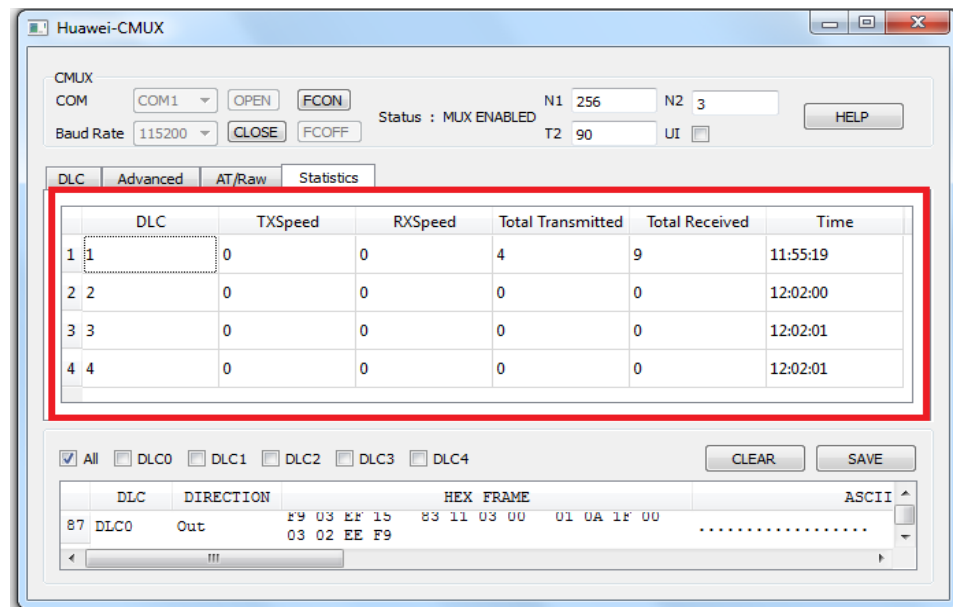 Huawei-CMUX
CMUX
COM COM1 OPEN FCON Status : MUX ENABLED N1 256 N2 3 HELP
Baud Rate 115200 CLOSE FCOFF T2 90 UI
DLC Advanced AT/Raw Statistics
DLC TXSpeed RXSpeed Total Transmitted Total Received Time
1 1 0 0 4 9 11:55:19
2 2 0 0 0 0 12:02:00
3 3 0 0 0 0 12:02:01
4 4 0 0 0 0 12:02:01
All DLC0 DLC1 DLC2 DLC3 DLC4 CLEAR SAVE
DLC DIRECTION HEX FRAME ASCII
87 DLC0 Out F9 03 EF 15 83 11 03 00 01 0A 1F 00 ..................
03 02 EE F9